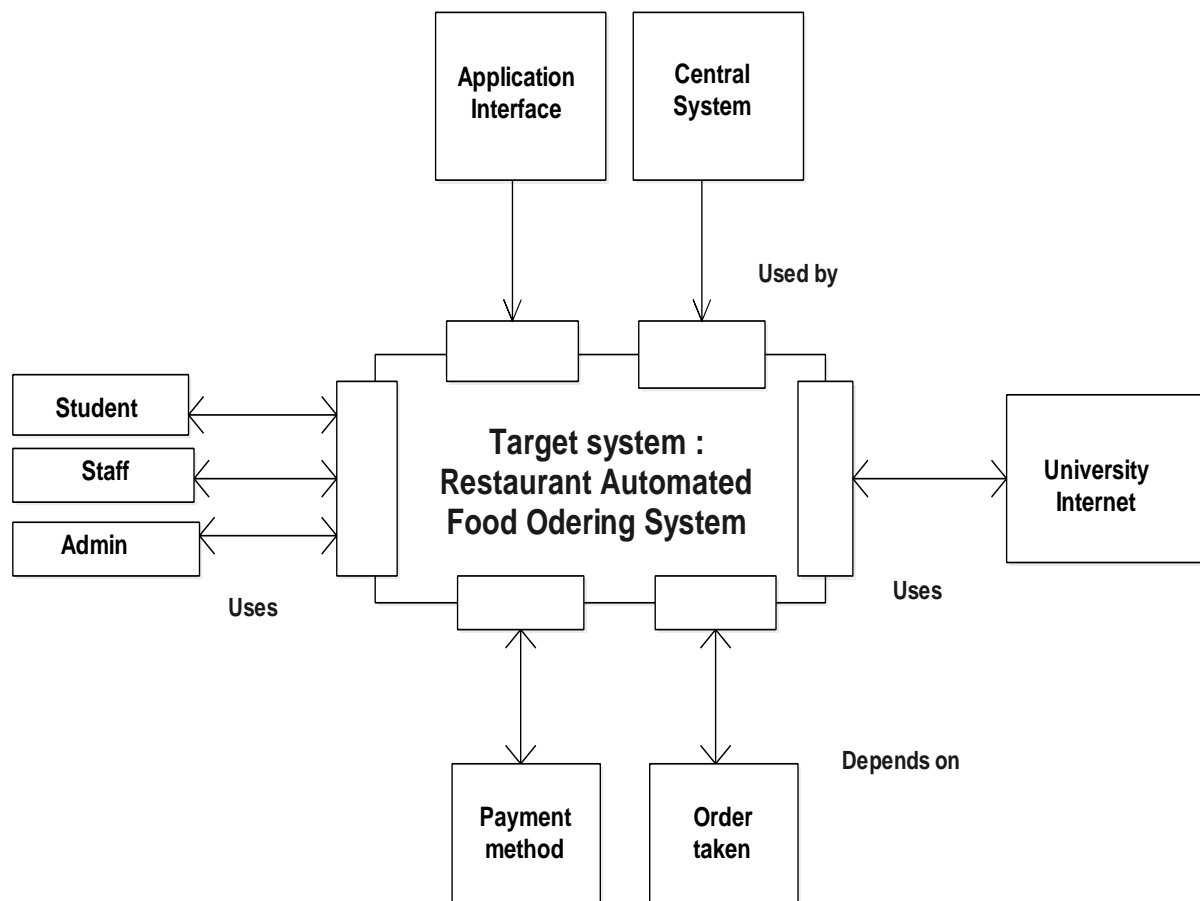 Application
Interface
Central
System
Used by
Student
Staff
Admin
Uses
Target system :
Restaurant Automated
Food Odering System
University
Internet
Uses
Depends on
Payment
method
Order
taken